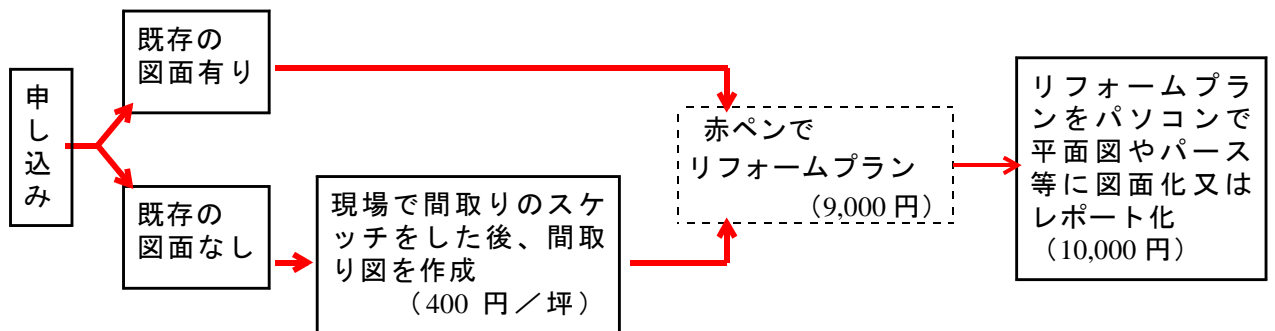 申し込み
既存の
図面有り
既存の
図面なし
現場で間取りのスケ
ッチをした後、間取
り図を作成
（400 円／坪）
赤ペンで
リフォームプラン
（9,000 円）
リフォームプラ
ンをパソコンで
平面図やパース
等に図面化又は
レポート化
（10,000 円）